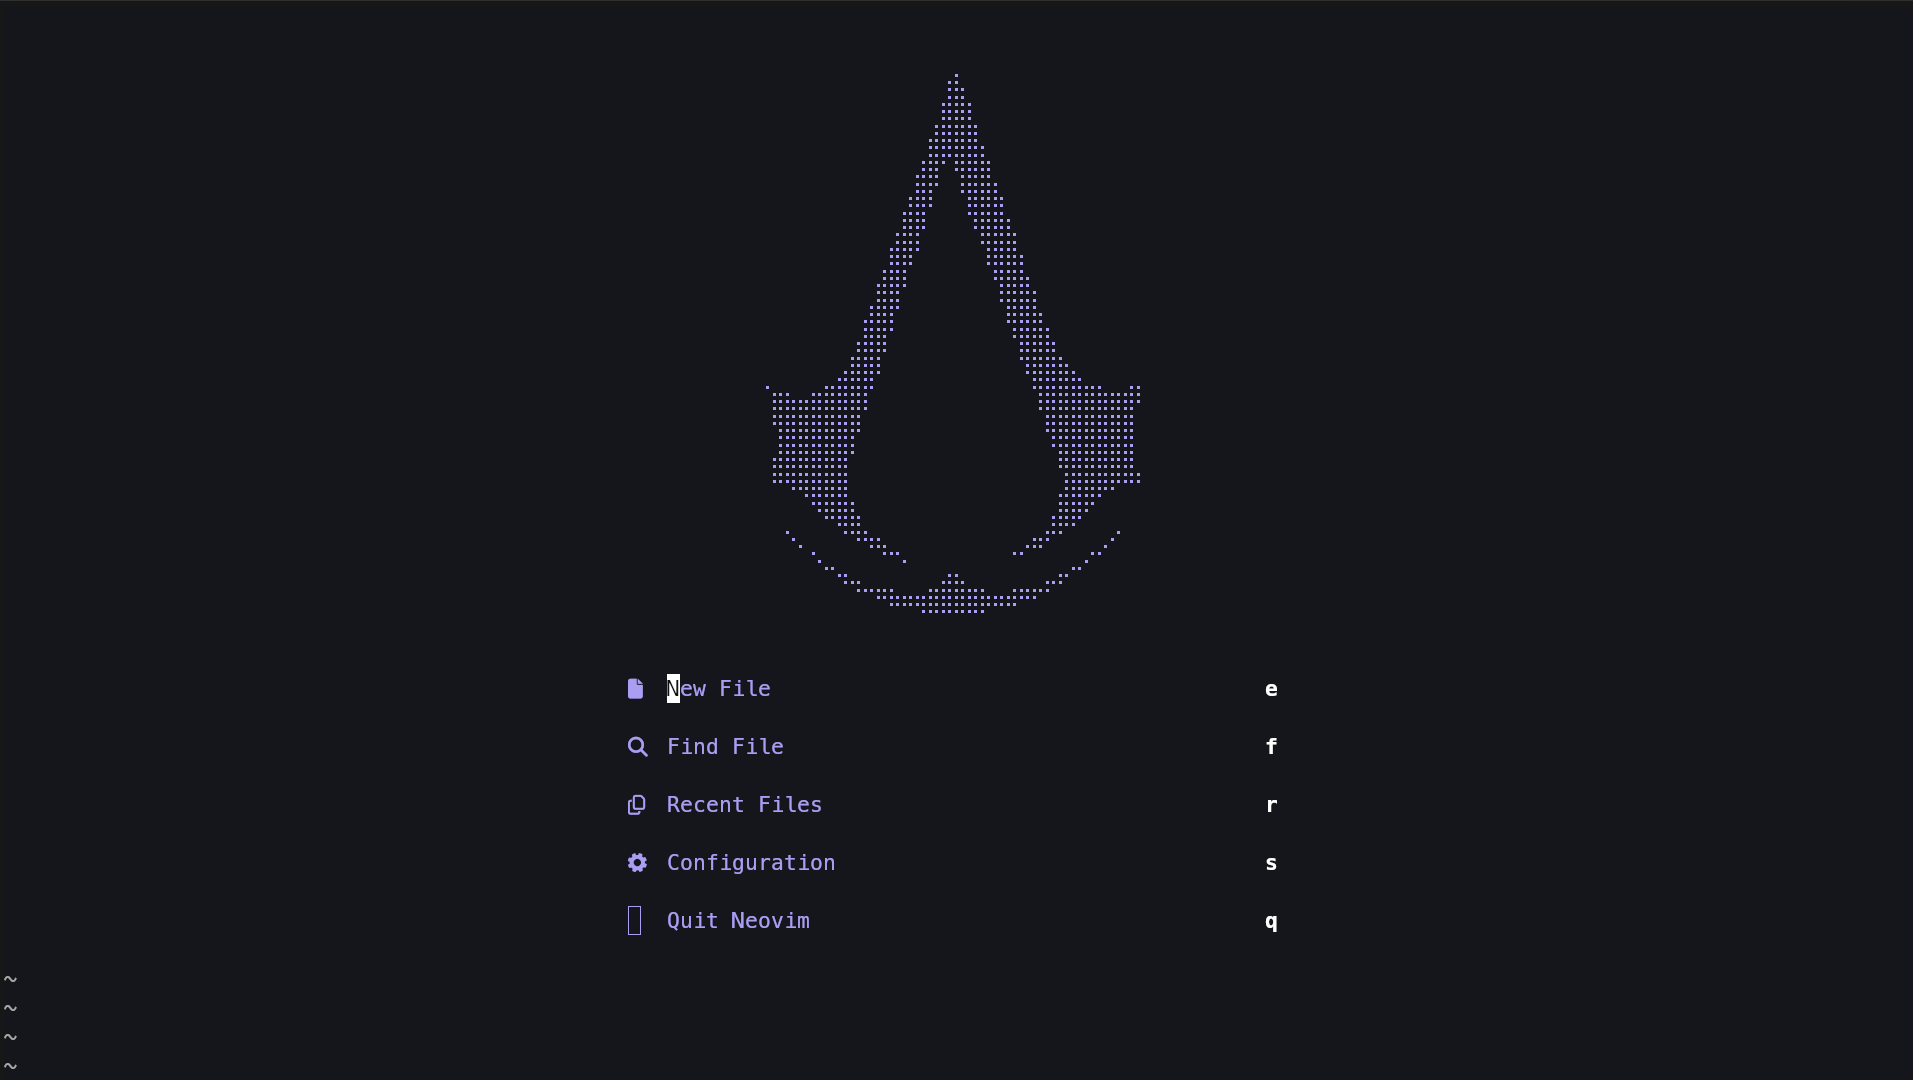 New File e
Find File f
Recent Files r
Configuration s
Quit Neovim q
~
~
~
~